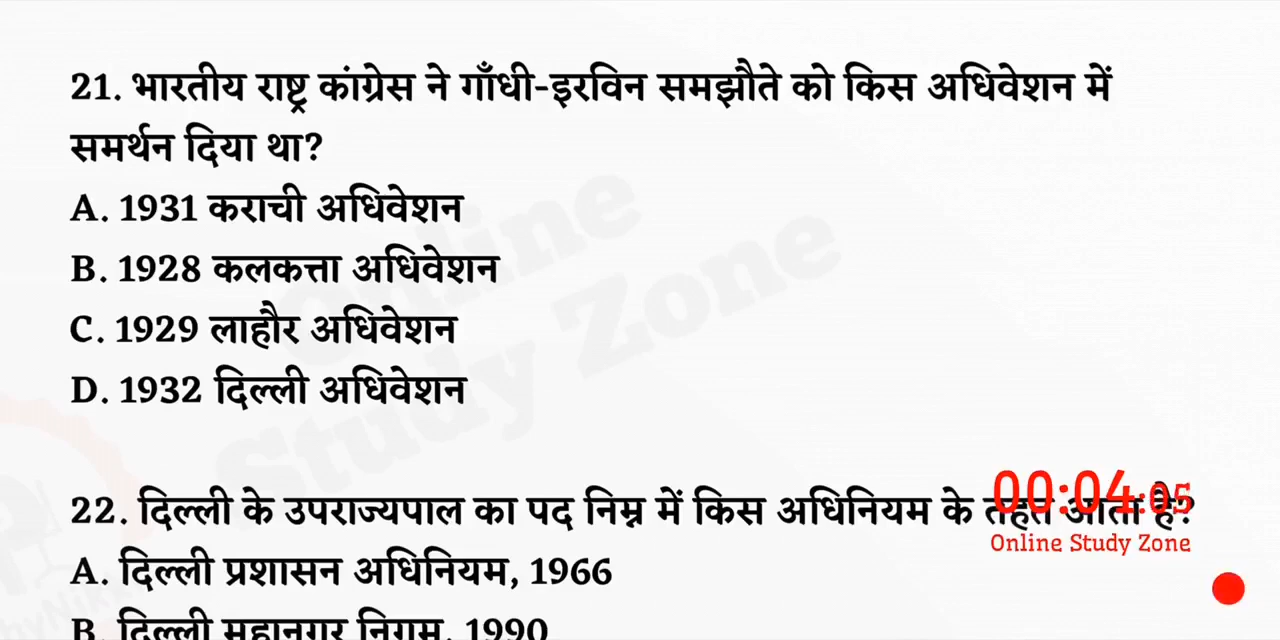 21. भारतीय राष्ट्र कांग्रेस ने गाँधी-इरविन समझौते को किस अधिवेशन में
समर्थन दिया था?
A. 1931 कराची अधिवेशन
B. 1928 कलकत्ता अधिवेशन
C. 1929 लाहौर अधिवेशन
D. 1932 दिल्ली अधिवेशन
Online
Study Zone
22. दिल्ली के उपराज्यपाल का पद निम्न में किस अधिनियम के तहत आता है?
00:04:05
Online Study Zone
A. दिल्ली प्रशासन अधिनियम, 1966
B. दिल्ली महानगर निगम, 1990